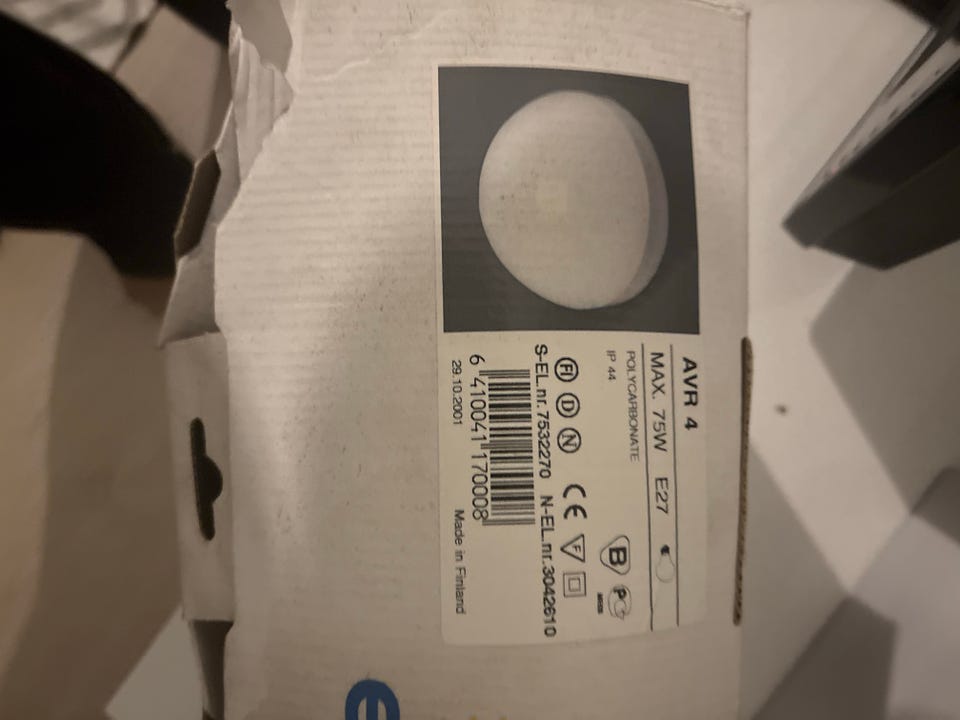 AVR 4
MAX. 75W E27
POLYCARBONATE
IP 44
B
FI D N CE F
S-EL.nr.7532270 N-EL.nr.3042610
6 410041 170008
29.10.2001 Made in Finland
e